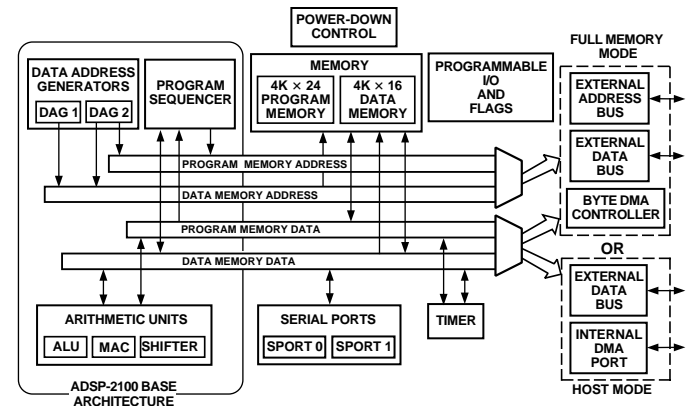 POWER-DOWN
CONTROL
FULL MEMORY
MODE
DATA ADDRESS
GENERATORS
DAG 1
DAG 2
PROGRAM
SEQUENCER
MEMORY
4K × 24
PROGRAM
MEMORY
4K × 16
DATA
MEMORY
PROGRAMMABLE
I/O
AND
FLAGS
EXTERNAL
ADDRESS
BUS
EXTERNAL
DATA
BUS
BYTE DMA
CONTROLLER
PROGRAM MEMORY ADDRESS
DATA MEMORY ADDRESS
PROGRAM MEMORY DATA
DATA MEMORY DATA
OR
EXTERNAL
DATA
BUS
INTERNAL
DMA
PORT
HOST MODE
ARITHMETIC UNITS
ALU
MAC
SHIFTER
SERIAL PORTS
SPORT 0
SPORT 1
TIMER
ADSP-2100 BASE
ARCHITECTURE